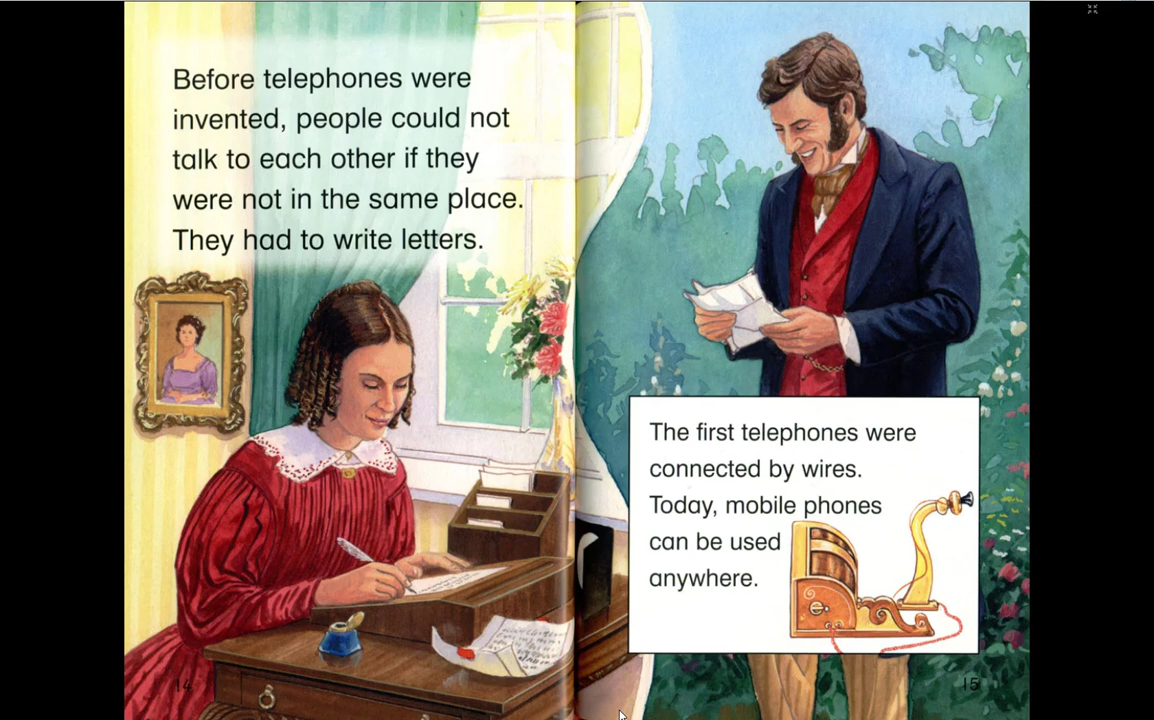 Before telephones were
invented, people could not
talk to each other if they
were not in the same place.
They had to write letters.
The first telephones were
connected by wires.
Today, mobile phones
can be used
anywhere.
14
15